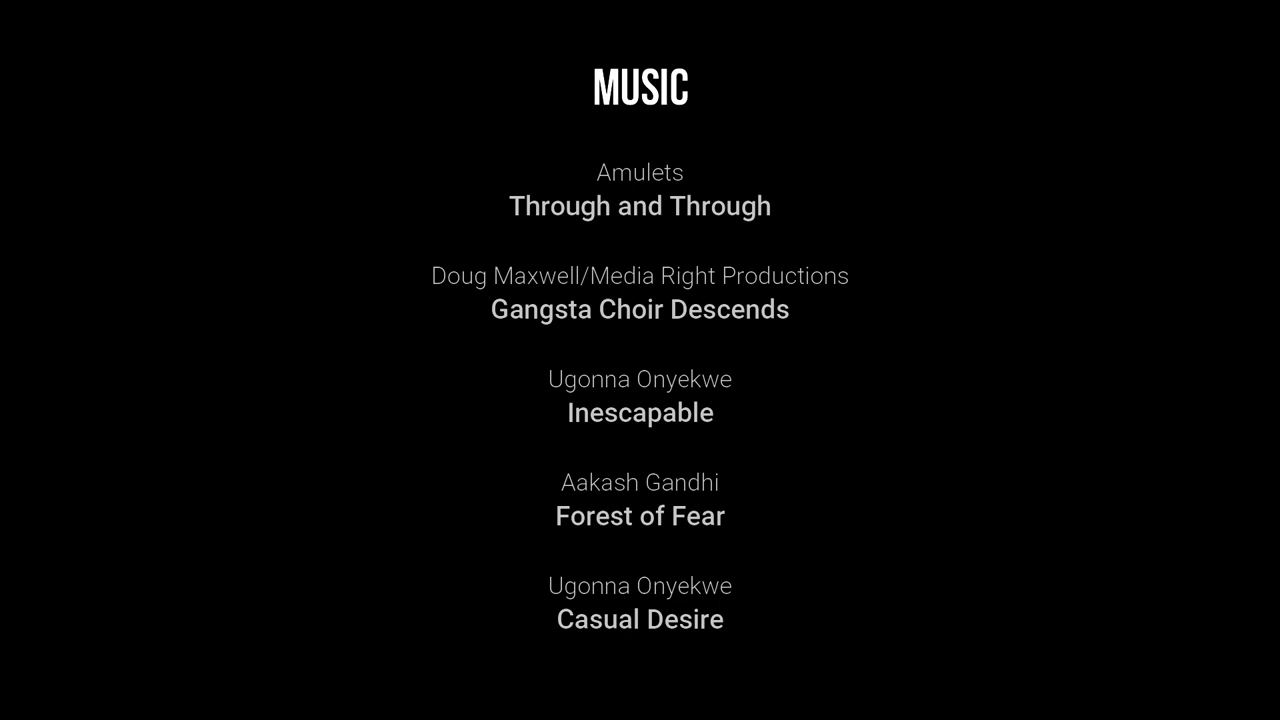 MUSIC
Amulets
Through and Through
Doug Maxwell/Media Right Productions
Gangsta Choir Descends
Ugonna Onyekwe
Inescapable
Aakash Gandhi
Forest of Fear
Ugonna Onyekwe
Casual Desire